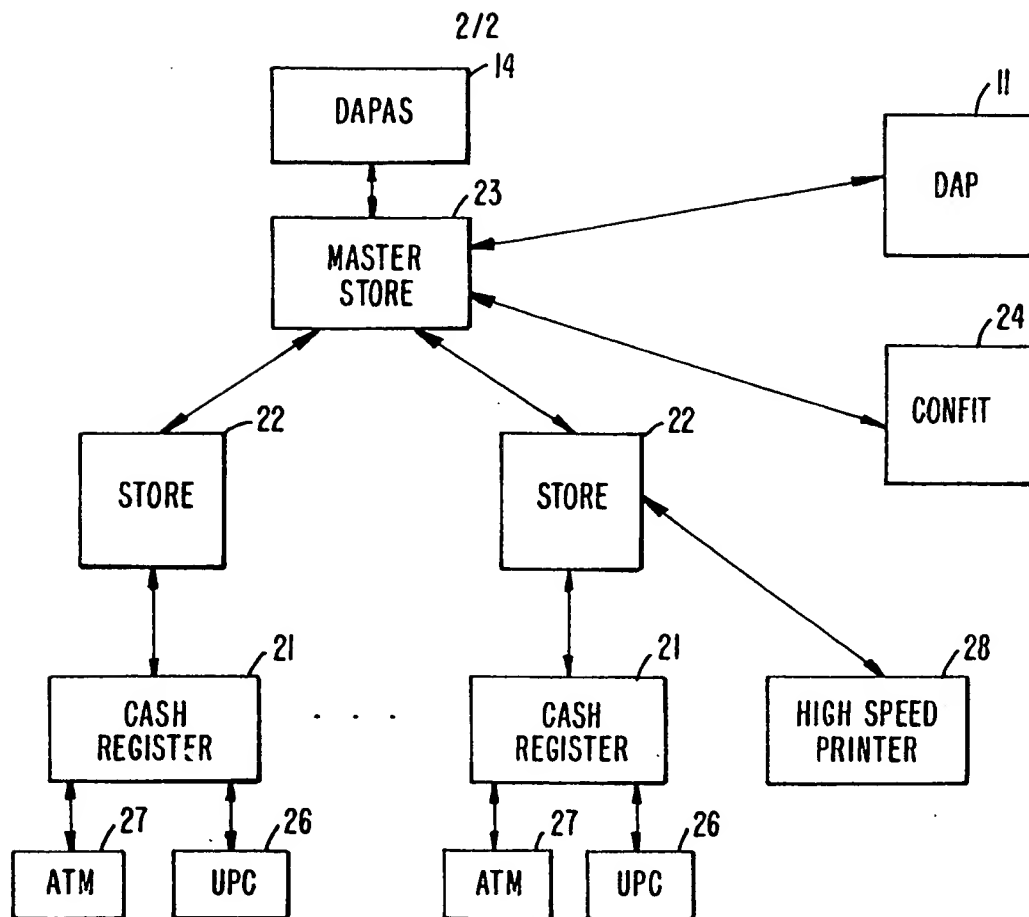 2/2
14
DAPAS
11
DAP
23
MASTER
STORE
24
CONFIT
22
STORE
22
STORE
21
CASH
REGISTER
. . .
21
CASH
REGISTER
28
HIGH SPEED
PRINTER
27
ATM
26
UPC
27
ATM
26
UPC